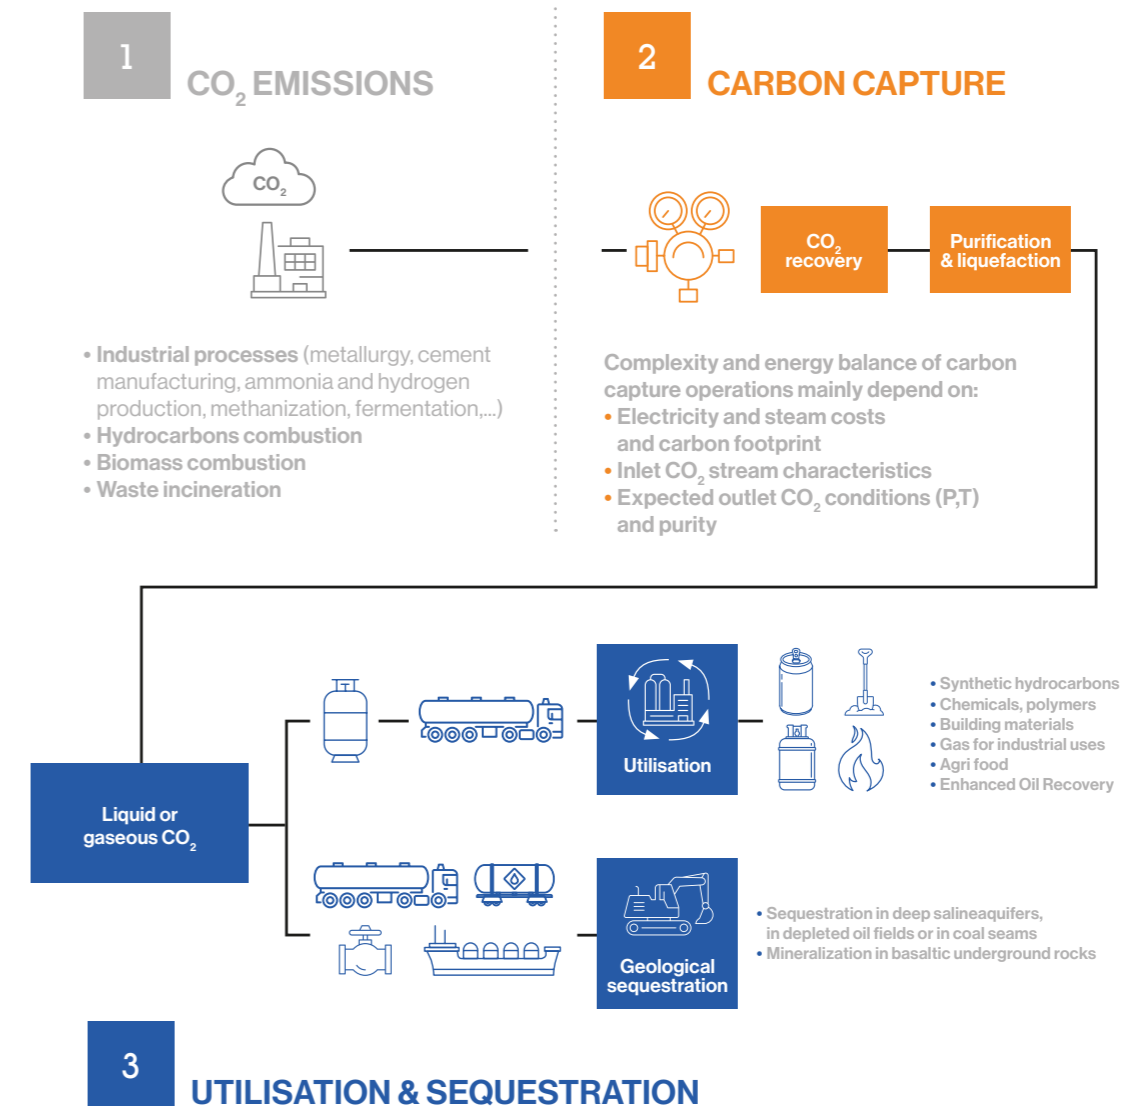 1
CO₂ EMISSIONS
CO₂
• Industrial processes (metallurgy, cement
manufacturing, ammonia and hydrogen
production, methanization, fermentation,...)
• Hydrocarbons combustion
• Biomass combustion
• Waste incineration
2
CARBON CAPTURE
CO₂
recovery
Purification
& liquefaction
Complexity and energy balance of carbon
capture operations mainly depend on:
• Electricity and steam costs
and carbon footprint
• Inlet CO₂ stream characteristics
• Expected outlet CO₂ conditions (P,T)
and purity
Liquid or
gaseous CO₂
Utilisation
• Synthetic hydrocarbons
• Chemicals, polymers
• Building materials
• Gas for industrial uses
• Agri food
• Enhanced Oil Recovery
Geological
sequestration
• Sequestration in deep salineaquifers,
in depleted oil fields or in coal seams
• Mineralization in basaltic underground rocks
3
UTILISATION & SEQUESTRATION